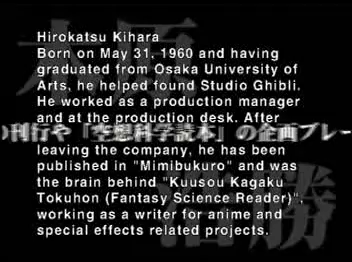 木原
Hirokatsu Kihara
Born on May 31, 1960 and having
graduated from Osaka University of
Arts, he helped found Studio Ghibli.
He worked as a production manager
and at the production desk. After
刊行や「空想科学読本」の企画ブレー
leaving the company, he has been
published in "Mimibukuro" and was
the brain behind "Kuusou Kagaku
Tokuhon (Fantasy Science Reader)",
working as a writer for anime and
special effects related projects.
浩勝